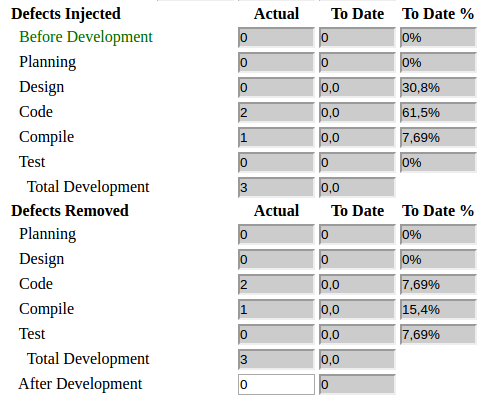 Defects Injected Actual To Date To Date %
Before Development 0 0 0%
Planning 0 0 0%
Design 0 0,0 30,8%
Code 2 0,0 61,5%
Compile 1 0,0 7,69%
Test 0 0 0%
Total Development 3 0,0
Defects Removed Actual To Date To Date %
Planning 0 0 0%
Design 0 0 0%
Code 2 0,0 7,69%
Compile 1 0,0 15,4%
Test 0 0,0 7,69%
Total Development 3 0,0
After Development 0 0